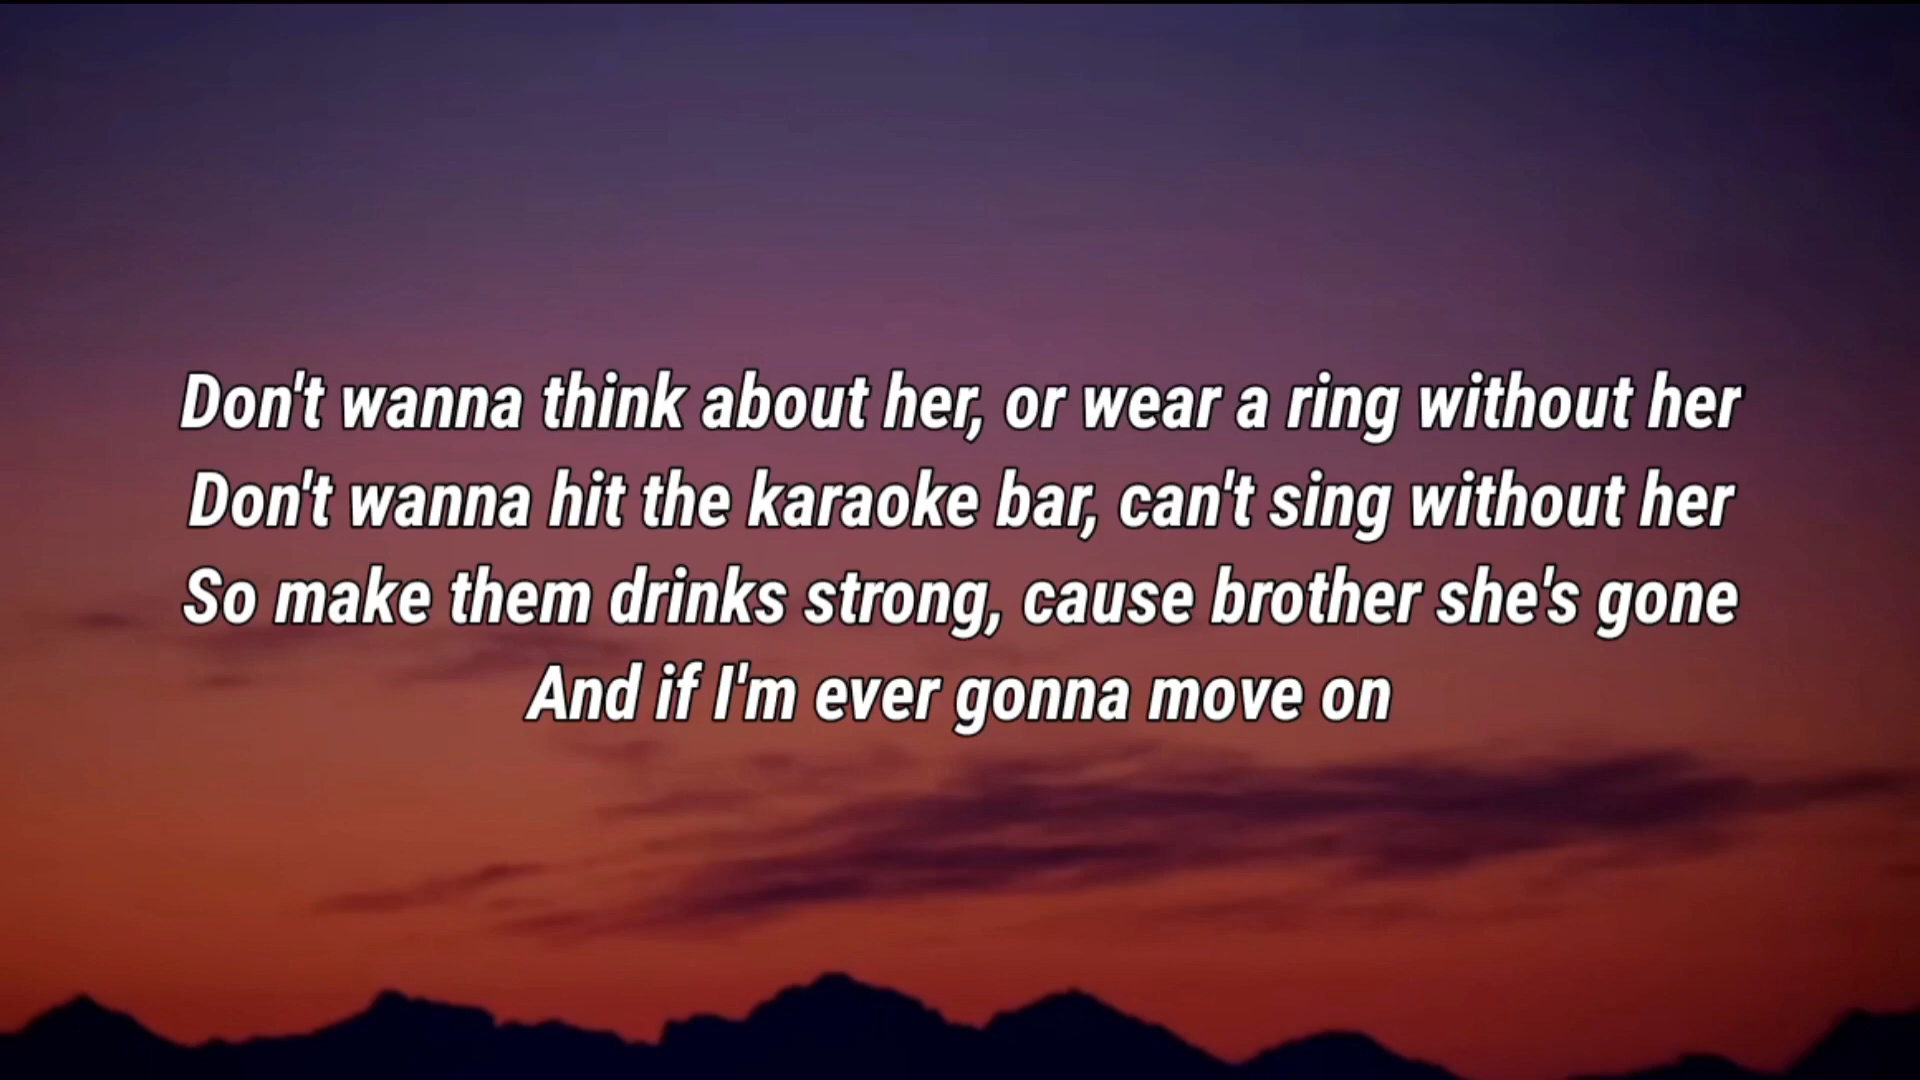 Don't wanna think about her, or wear a ring without her
Don't wanna hit the karaoke bar, can't sing without her
So make them drinks strong, cause brother she's gone
And if I'm ever gonna move on